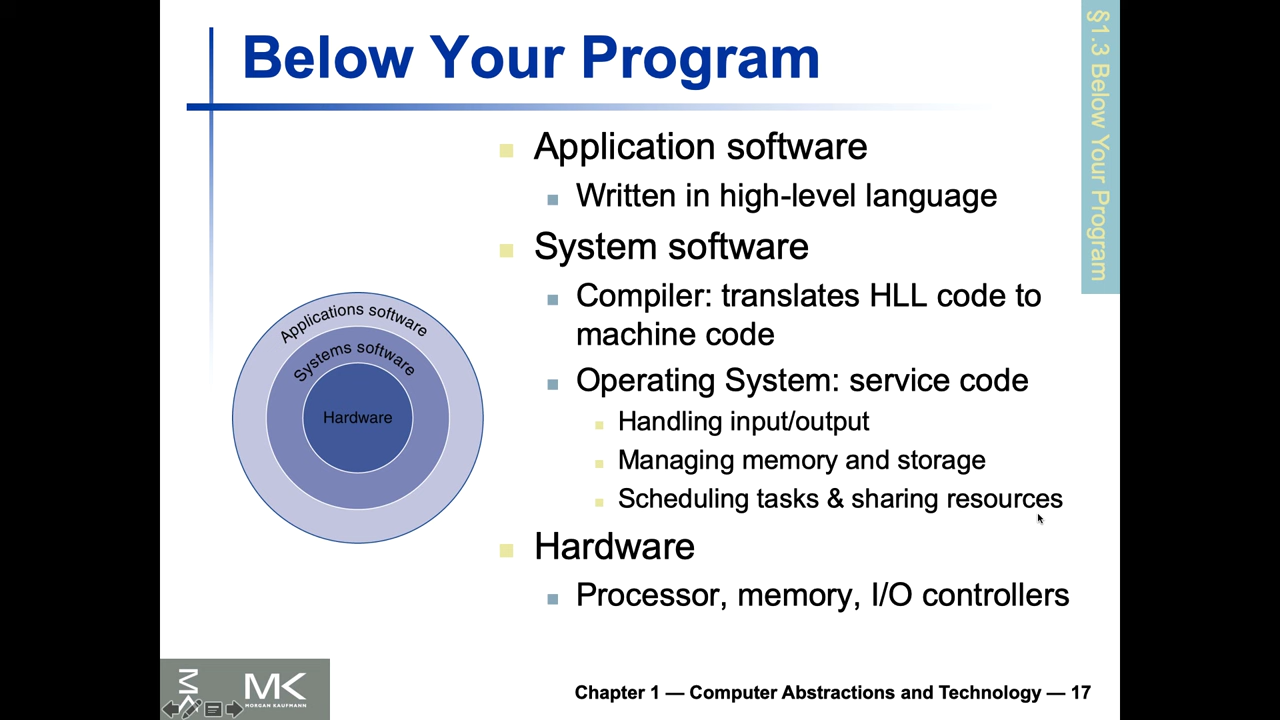 Below Your Program
§1.3 Below Your Program
Application software
Written in high-level language
System software
Compiler: translates HLL code to
machine code
Operating System: service code
Handling input/output
Managing memory and storage
Scheduling tasks & sharing resources
Hardware
Processor, memory, I/O controllers
Applications software
Systems software
Hardware
MK
MK
MORGAN KAUFMANN
Chapter 1 — Computer Abstractions and Technology — 17